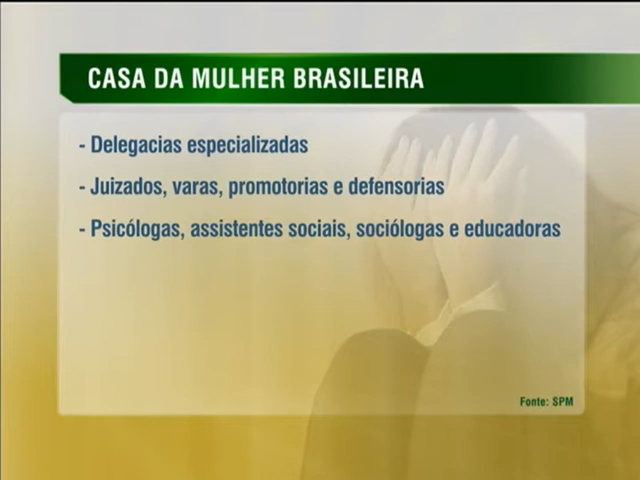 CASA DA MULHER BRASILEIRA
- Delegacias especializadas
- Juizados, varas, promotorias e defensorias
- Psicólogas, assistentes sociais, sociólogas e educadoras
Fonte: SPM